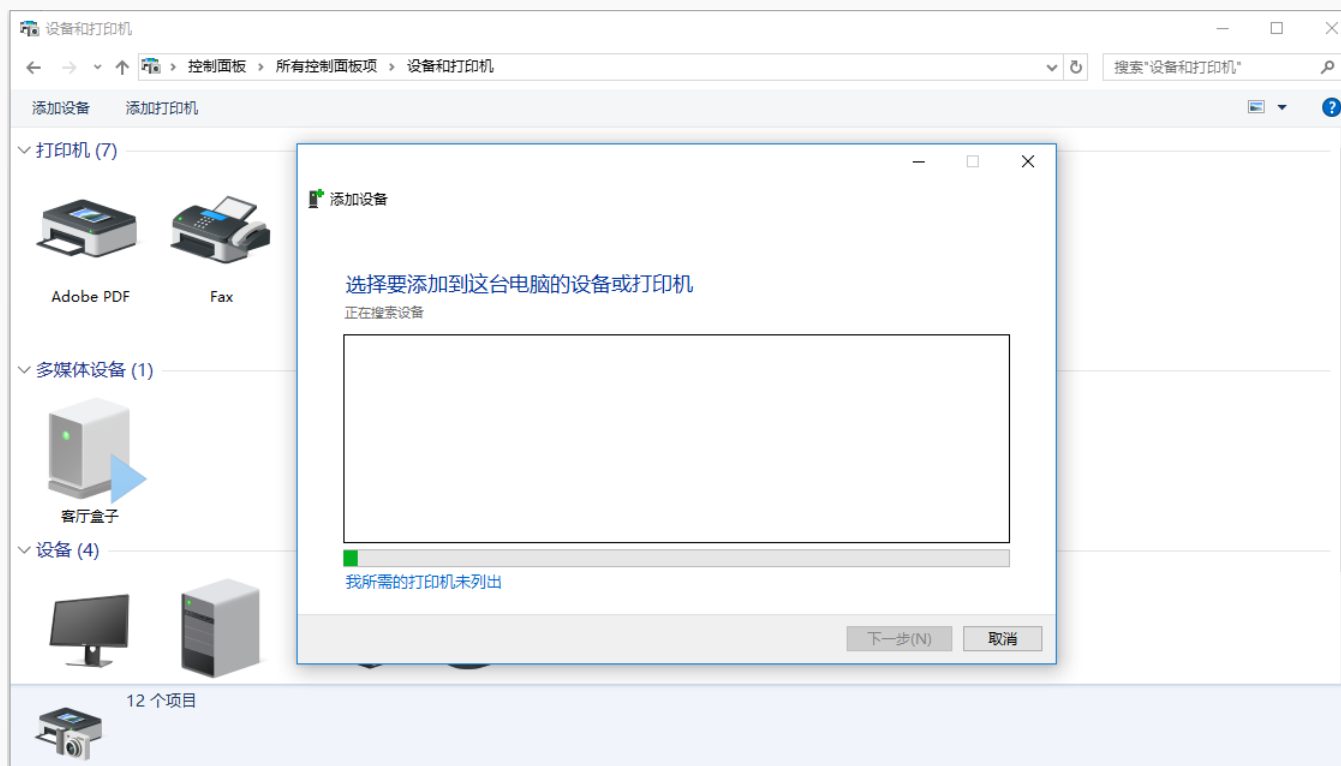 设备和打印机
控制面板 › 所有控制面板项 › 设备和打印机
搜索"设备和打印机"
添加设备 添加打印机
打印机 (7)
Adobe PDF
Fax
多媒体设备 (1)
客厅盒子
设备 (4)
添加设备
选择要添加到这台电脑的设备或打印机
正在搜索设备
我所需的打印机未列出
下一步(N)
取消
12 个项目